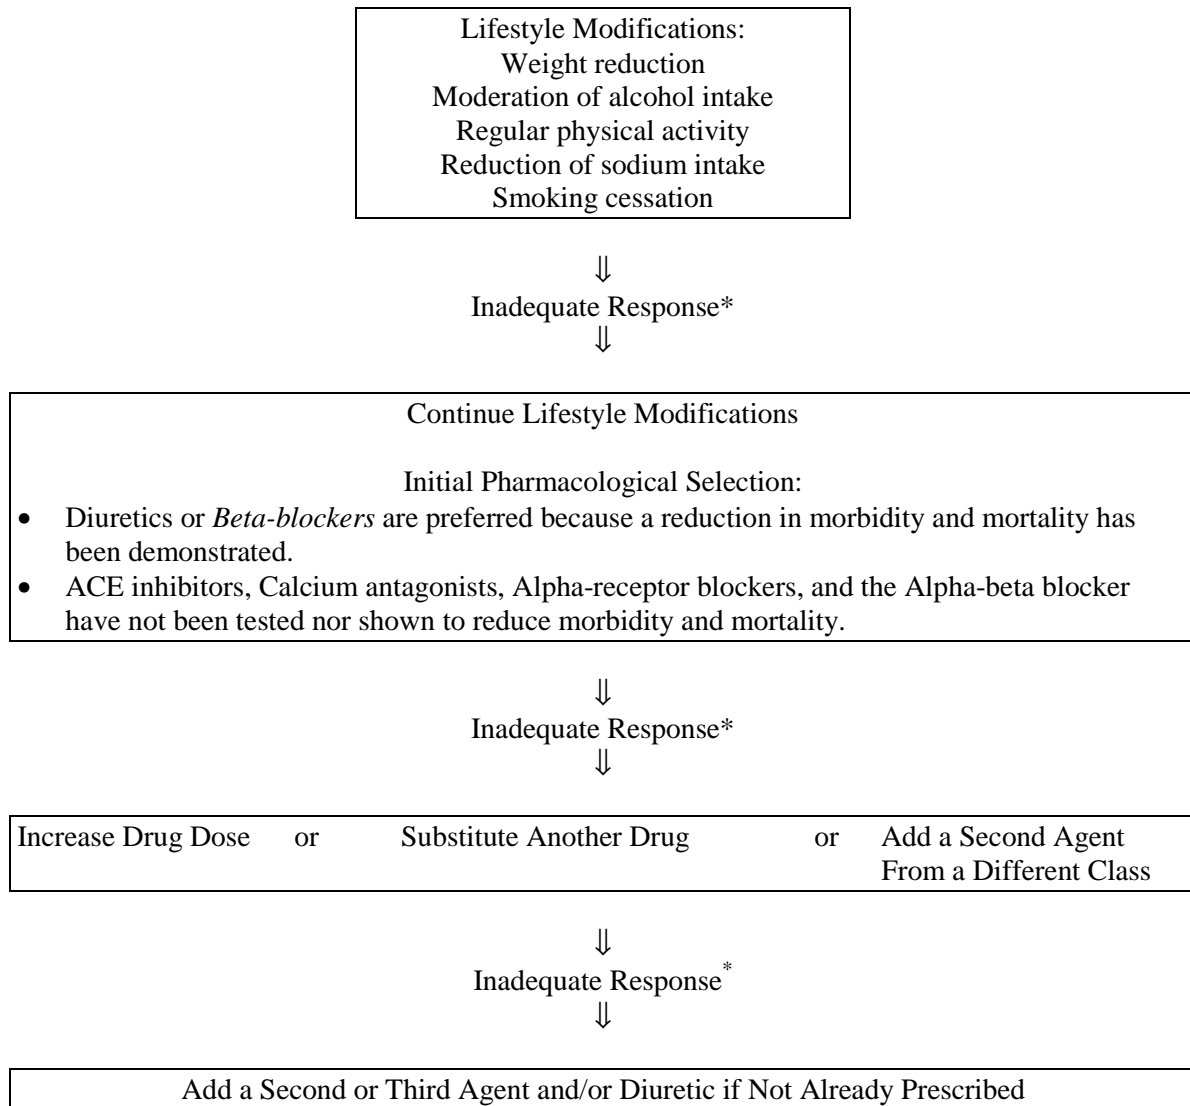 Lifestyle Modifications:
Weight reduction
Moderation of alcohol intake
Regular physical activity
Reduction of sodium intake
Smoking cessation
⇓
Inadequate Response*
⇓
Continue Lifestyle Modifications
Initial Pharmacological Selection:
• Diuretics or Beta-blockers are preferred because a reduction in morbidity and mortality has
been demonstrated.
• ACE inhibitors, Calcium antagonists, Alpha-receptor blockers, and the Alpha-beta blocker
have not been tested nor shown to reduce morbidity and mortality.
⇓
Inadequate Response*
⇓
Increase Drug Dose or Substitute Another Drug or Add a Second Agent
From a Different Class
⇓
Inadequate Response*
⇓
Add a Second or Third Agent and/or Diuretic if Not Already Prescribed